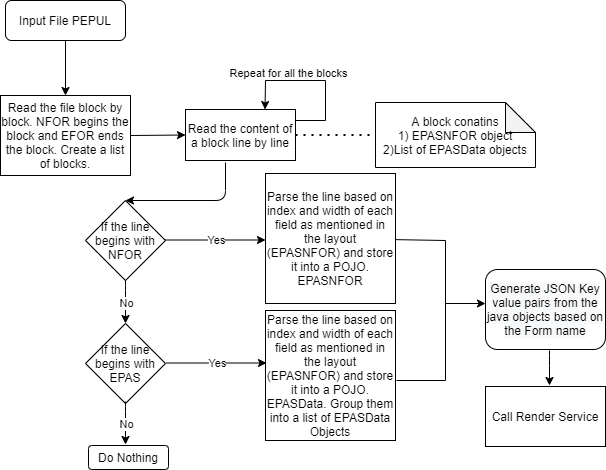 Input File PEPUL
Repeat for all the blocks
Read the file block by
block. NFOR begins the
block and EFOR ends
the block. Create a list
of blocks.
Read the content of
a block line by line
A block conatins
1) EPASNFOR object
2)List of EPASData objects
If the line
begins with
NFOR
Yes
Parse the line based on
index and width of each
field as mentioned in
the layout
(EPASNFOR) and store
it into a POJO.
EPASNFOR
No
If the line
begins with
EPAS
Yes
Parse the line based on
index and width of each
field as mentioned in
the layout
(EPASNFOR) and store
it into a POJO.
EPASData. Group them
into a list of EPASData
Objects
Generate JSON Key
value pairs from the
java objects based on
the Form name
Call Render Service
No
Do Nothing